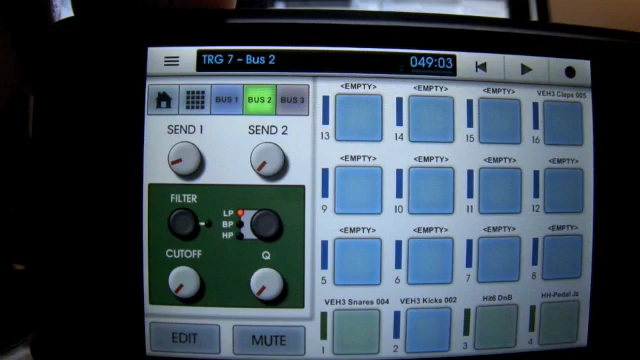 TRG 7 - Bus 2 049:03
BUS 1 BUS 2 BUS 3
SEND 1 SEND 2
FILTER
LP
BP
HP
CUTOFF Q
EDIT MUTE
<EMPTY> <EMPTY> <EMPTY> VEH3 Claps 005
13 14 15 16
<EMPTY> <EMPTY> <EMPTY> <EMPTY>
9 10 11 12
<EMPTY> <EMPTY> <EMPTY> <EMPTY>
5 6 7 8
VEH3 Snares 004 VEH3 Kicks 002 Hit6 DnB HH-Pedal Jz
1 2 3 4